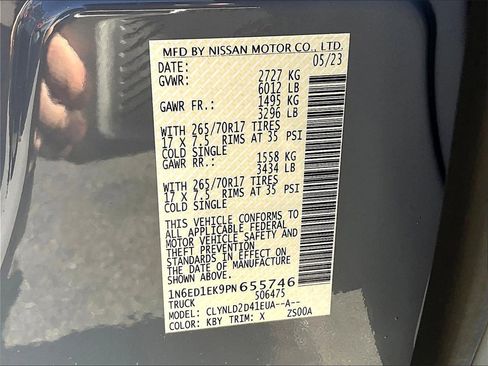 MFD BY NISSAN MOTOR CO., LTD.
DATE: 05/23
GVWR: 2727 KG
6012 LB
GAWR FR.: 1495 KG
3296 LB
WITH 265/70R17 TIRES
17 X 7.5 RIMS AT 35 PSI
COLD SINGLE
GAWR RR.: 1558 KG
3434 LB
WITH 265/70R17 TIRES
17 X 7.5 RIMS AT 35 PSI
COLD SINGLE
THIS VEHICLE CONFORMS TO
ALL APPLICABLE FEDERAL
MOTOR VEHICLE SAFETY AND
THEFT PREVENTION
STANDARDS IN EFFECT ON THE
DATE OF MANUFACTURE
SHOWN ABOVE.
1N6ED1EK9PN655746
TRUCK S06475
MODEL: CLYNLD2D41EUA--A--
COLOR: KBY TRIM: X ZS00A